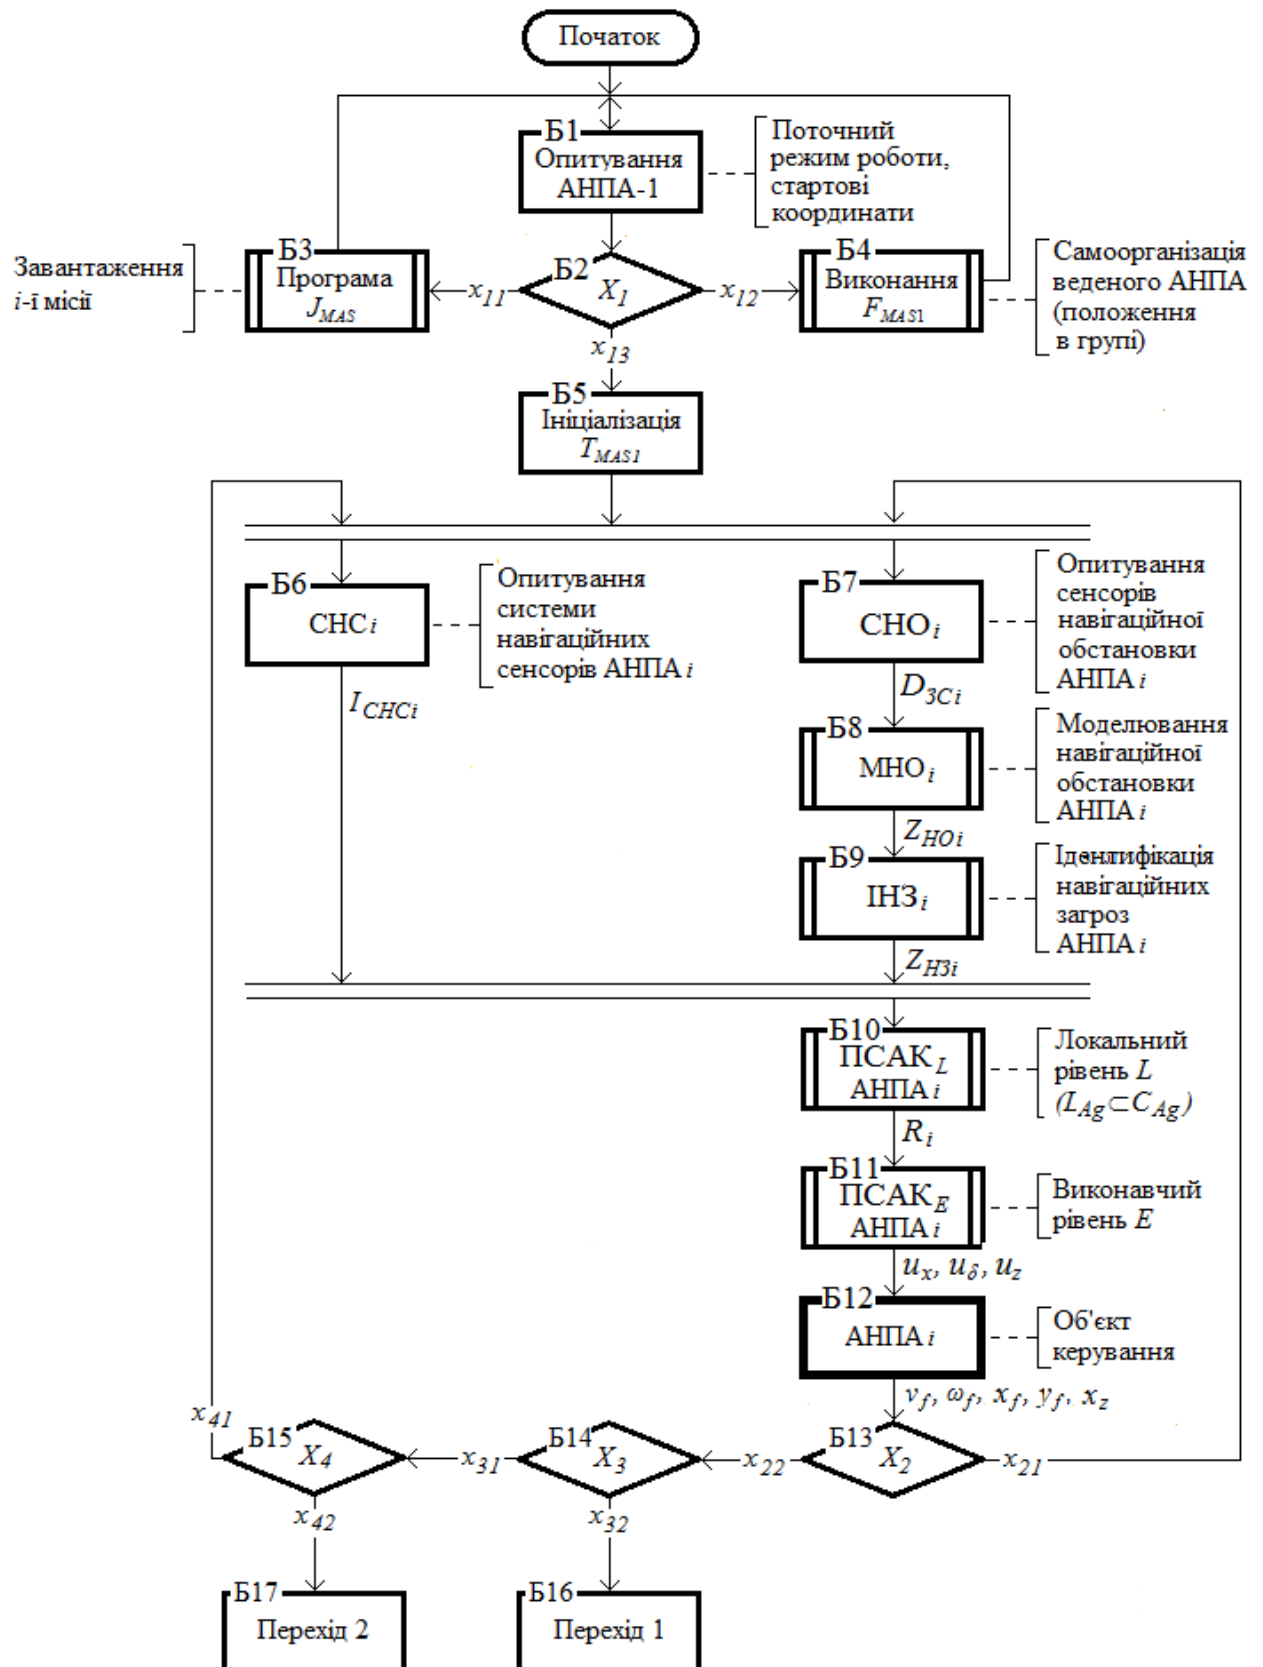 Початок
Б1
Опитування
АНПА-1
Поточний
режим роботи,
стартові
координати
Завантаження
i-ї місії
Б3
Програма
J_MAS
x_11
Б2
X_1
x_12
Б4
Виконання
F_MAS1
Самоорганізація
веденого АНПА
(положення
в групі)
x_13
Б5
Ініціалізація
T_MAS1
Б6
СНС i
Опитування
системи
навігаційних
сенсорів АНПА i
I_СНСi
Б7
СНО i
Опитування
сенсорів
навігаційної
обстановки
АНПА i
D_ЗСi
Б8
МНО i
Моделювання
навігаційної
обстановки
АНПА i
Z_НОi
Б9
ІНЗ i
Ідентифікація
навігаційних
загроз
АНПА i
Z_НЗi
Б10
ПСАК_L
АНПА i
Локальний
рівень L
(L_Ag⊂C_Ag)
R_i
Б11
ПСАК_E
АНПА i
Виконавчий
рівень E
u_x, u_δ, u_z
Б12
АНПА i
Об'єкт
керування
v_f, ω_f, x_f, y_f, x_z
x_41
Б15
X_4
x_31
Б14
X_3
x_22
Б13
X_2
x_21
x_42
x_32
Б17
Перехід 2
Б16
Перехід 1